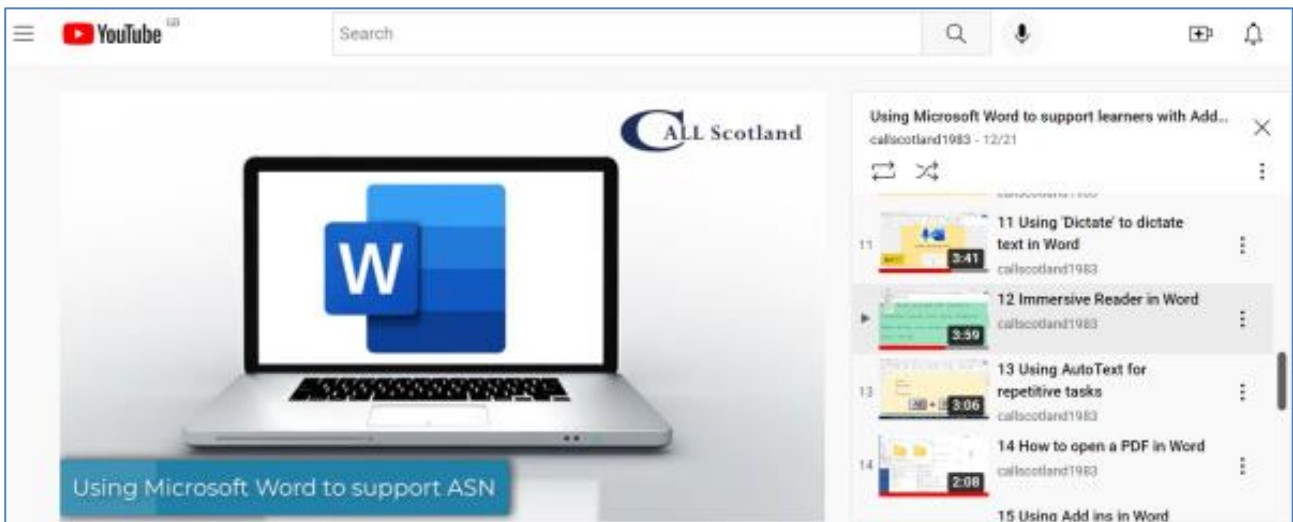 YouTube GB
Search
CALL Scotland
W
Using Microsoft Word to support ASN
Using Microsoft Word to support learners with Add...
callscotland1983 - 12/21
11
3:41
11 Using 'Dictate' to dictate
text in Word
callscotland1983
3:59
12 Immersive Reader in Word
callscotland1983
13
3:06
13 Using AutoText for
repetitive tasks
callscotland1983
14
2:08
14 How to open a PDF in Word
callscotland1983
15 Using Add ins in Word